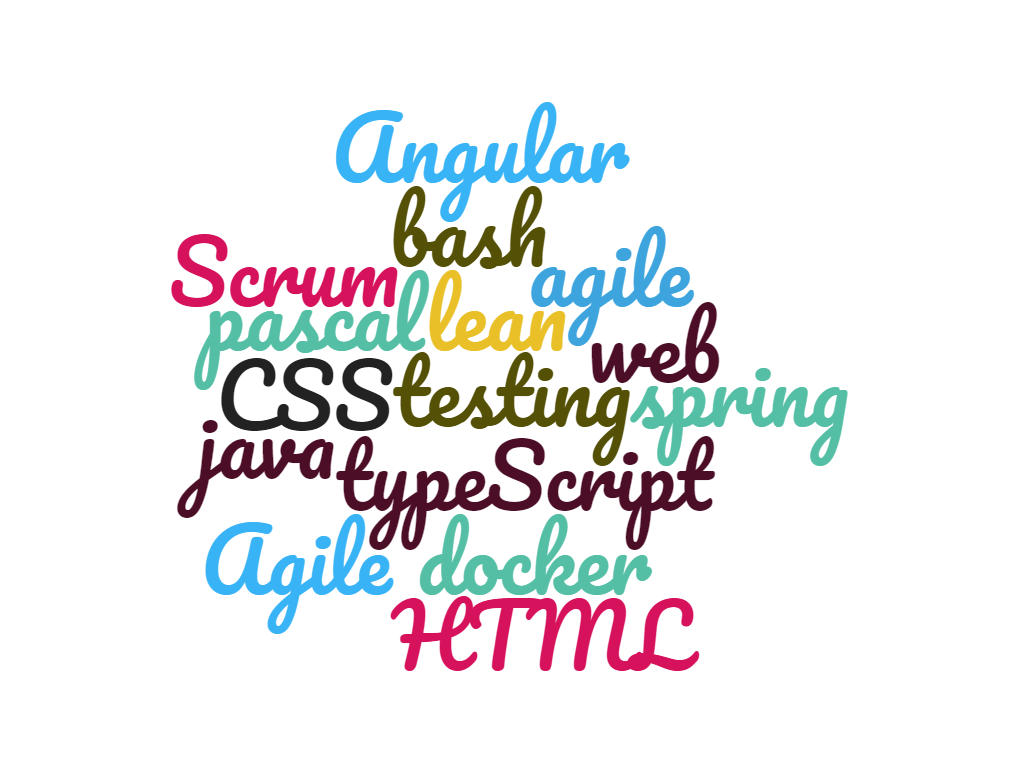 Angular
bash
Scrum
agile
pascal
lean
web
CSS
testing
spring
java
typeScript
Agile
docker
HTML